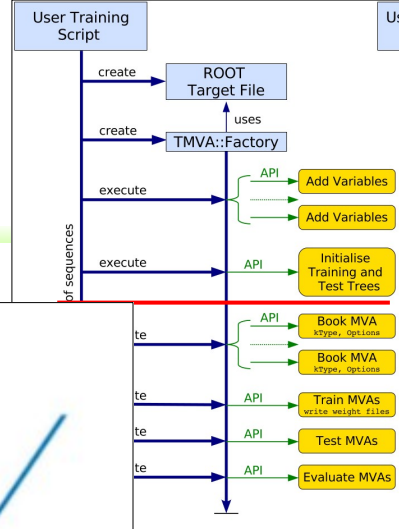 User Training
Script
Us
create
ROOT
Target File
uses
create
TMVA::Factory
execute
API
Add Variables
Add Variables
of sequences
execute
API
Initialise
Training and
Test Trees
te
API
Book MVA
kType, Options
Book MVA
kType, Options
te
API
Train MVAs
write weight files
te
API
Test MVAs
te
API
Evaluate MVAs